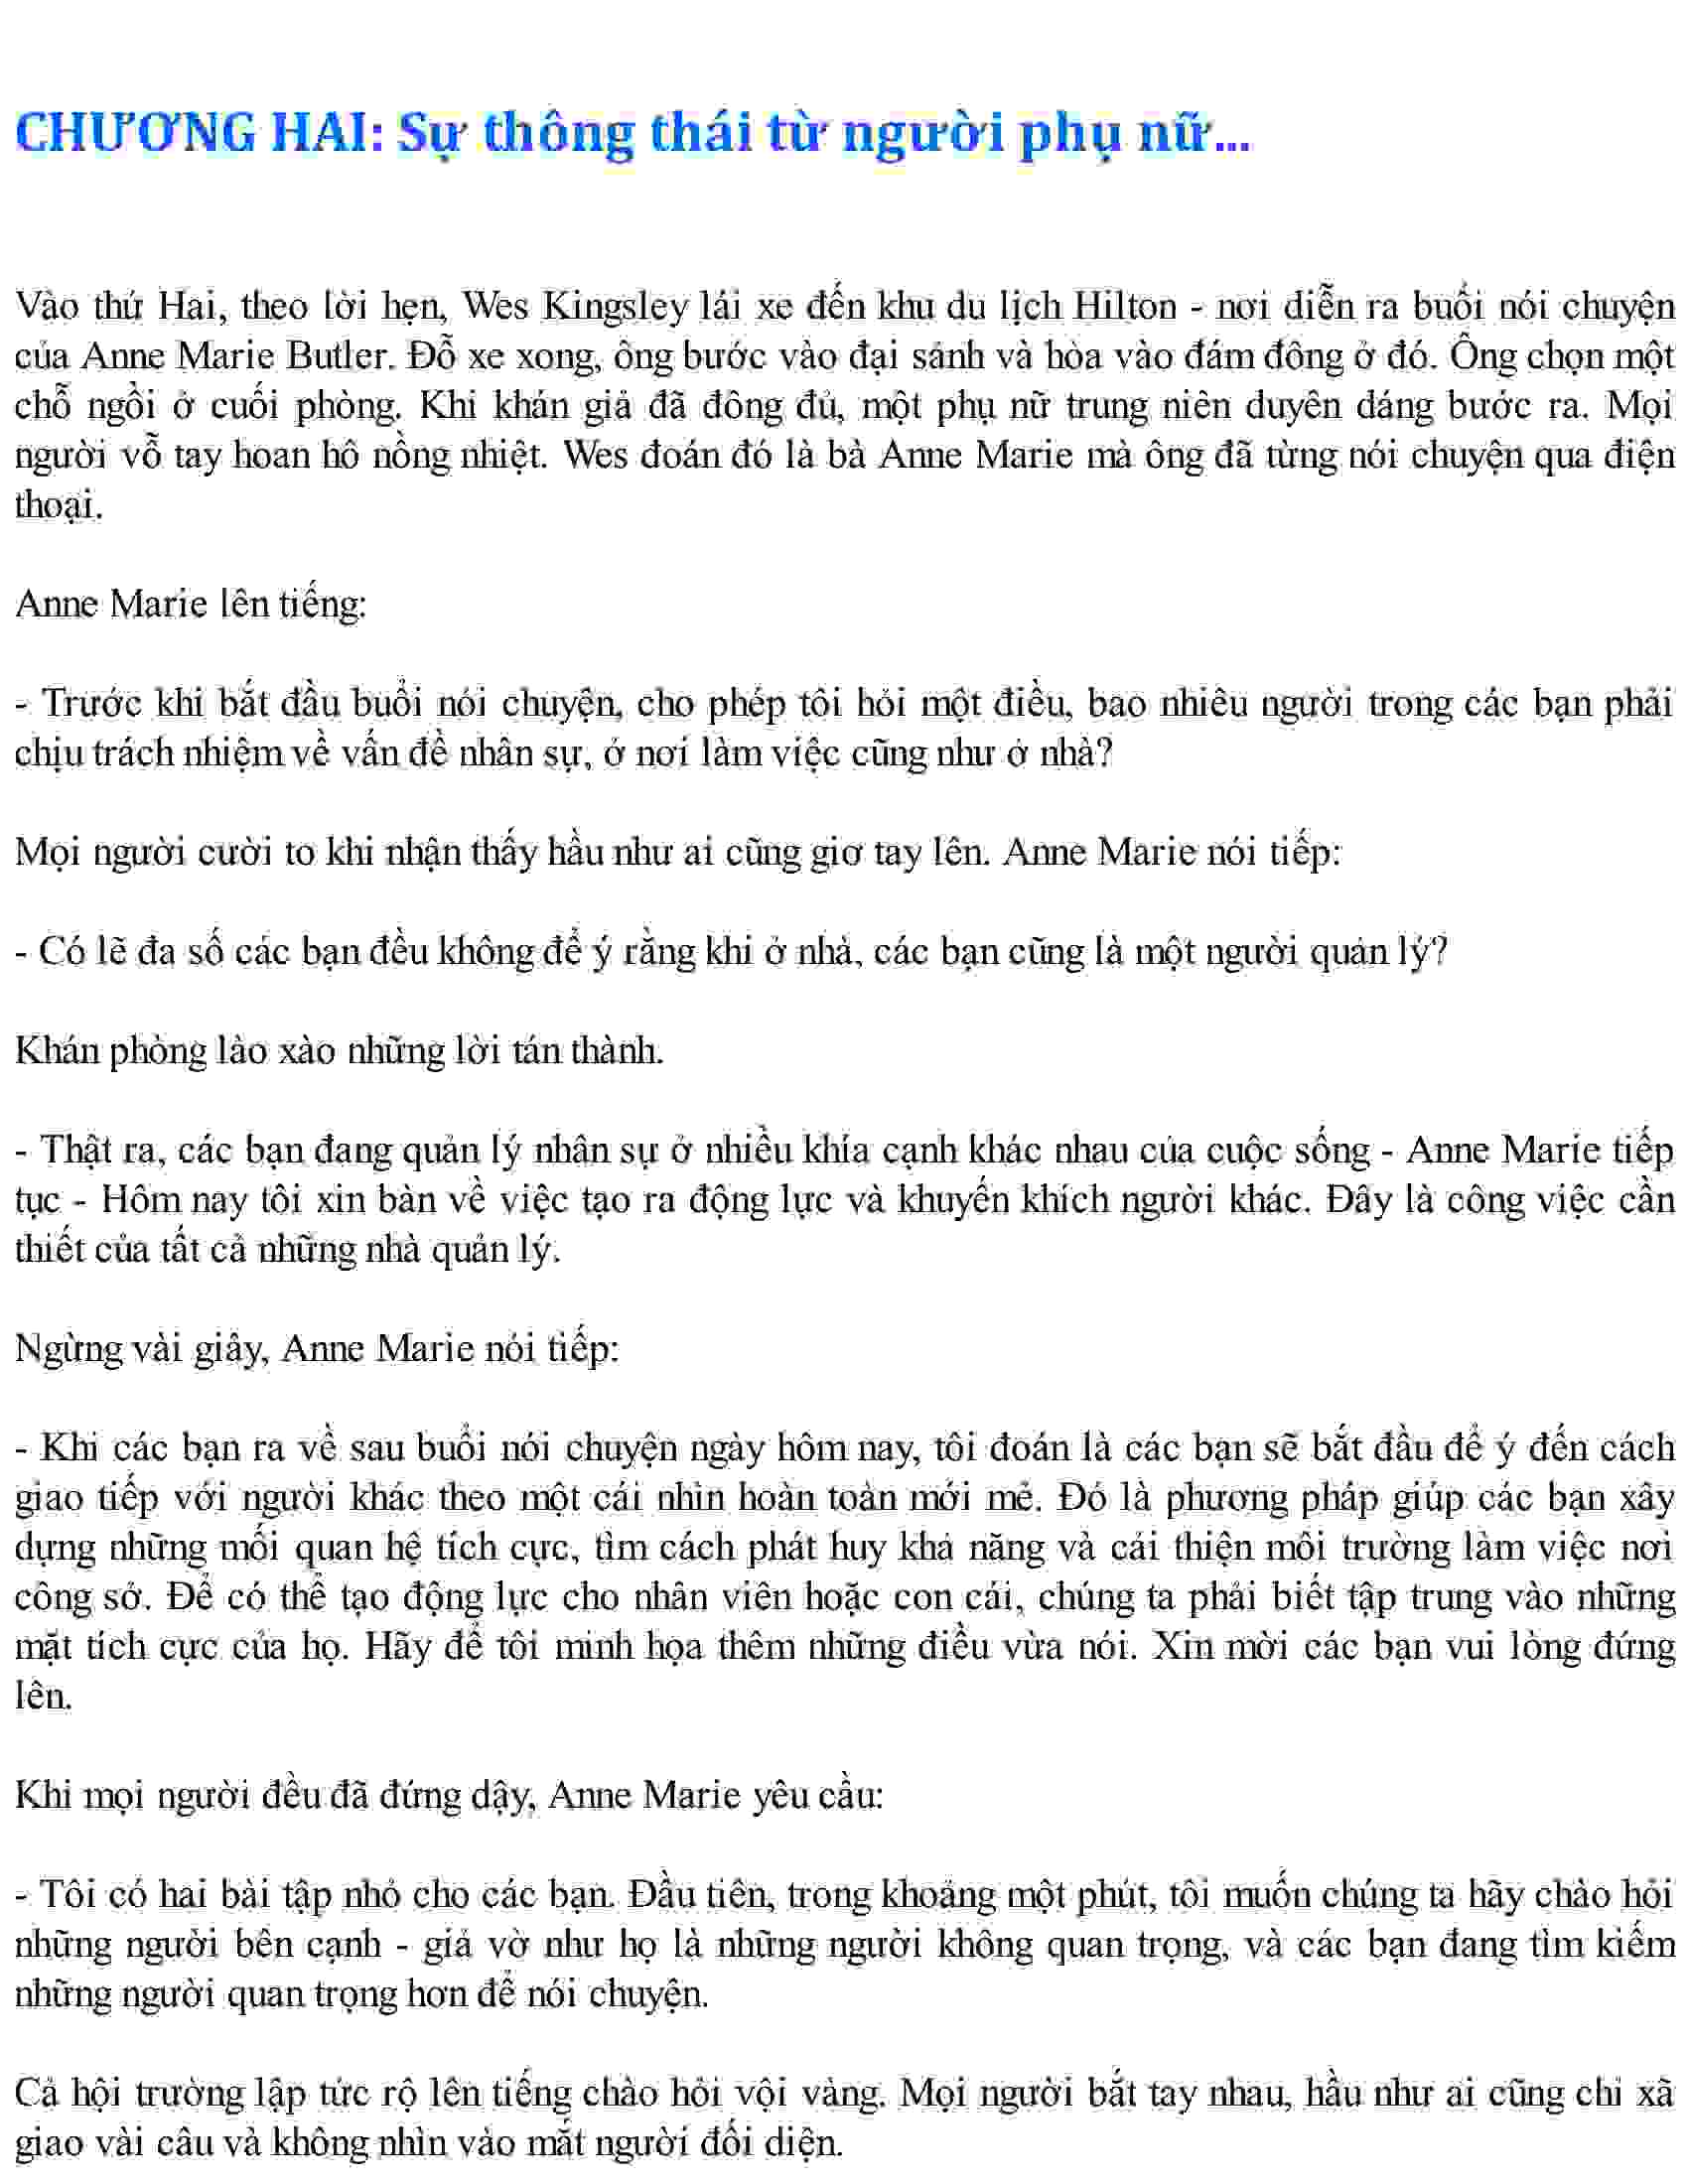 CHƯƠNG HAI: Sự thông thái từ người phụ nữ...
Vào thứ Hai, theo lời hẹn, Wes Kingsley lái xe đến khu du lịch Hilton - nơi diễn ra buổi nói chuyện
của Anne Marie Butler. Đỗ xe xong, ông bước vào đại sảnh và hòa vào đám đông ở đó. Ông chọn một
chỗ ngồi ở cuối phòng. Khi khán giả đã đông đủ, một phụ nữ trung niên duyên dáng bước ra. Mọi
người vỗ tay hoan hô nồng nhiệt. Wes đoán đó là bà Anne Marie mà ông đã từng nói chuyện qua điện
thoại.
Anne Marie lên tiếng:
- Trước khi bắt đầu buổi nói chuyện, cho phép tôi hỏi một điều, bao nhiêu người trong các bạn phải
chịu trách nhiệm về vấn đề nhân sự, ở nơi làm việc cũng như ở nhà?
Mọi người cười to khi nhận thấy hầu như ai cũng giơ tay lên. Anne Marie nói tiếp:
- Có lẽ đa số các bạn đều không để ý rằng khi ở nhà, các bạn cũng là một người quản lý?
Khán phòng lào xào những lời tán thành.
- Thật ra, các bạn đang quản lý nhân sự ở nhiều khía cạnh khác nhau của cuộc sống - Anne Marie tiếp
tục - Hôm nay tôi xin bàn về việc tạo ra động lực và khuyến khích người khác. Đây là công việc cần
thiết của tất cả những nhà quản lý.
Ngừng vài giây, Anne Marie nói tiếp:
- Khi các bạn ra về sau buổi nói chuyện ngày hôm nay, tôi đoán là các bạn sẽ bắt đầu để ý đến cách
giao tiếp với người khác theo một cái nhìn hoàn toàn mới mẻ. Đó là phương pháp giúp các bạn xây
dựng những mối quan hệ tích cực, tìm cách phát huy khả năng và cải thiện môi trường làm việc nơi
công sở. Để có thể tạo động lực cho nhân viên hoặc con cái, chúng ta phải biết tập trung vào những
mặt tích cực của họ. Hãy để tôi minh họa thêm những điều vừa nói. Xin mời các bạn vui lòng đứng
lên.
Khi mọi người đều đã đứng dậy, Anne Marie yêu cầu:
- Tôi có hai bài tập nhỏ cho các bạn. Đầu tiên, trong khoảng một phút, tôi muốn chúng ta hãy chào hỏi
những người bên cạnh - giả vờ như họ là những người không quan trọng, và các bạn đang tìm kiếm
những người quan trọng hơn để nói chuyện.
Cả hội trường lập tức rộ lên tiếng chào hỏi vội vàng. Mọi người bắt tay nhau, hầu như ai cũng chỉ xã
giao vài câu và không nhìn vào mắt người đối diện.